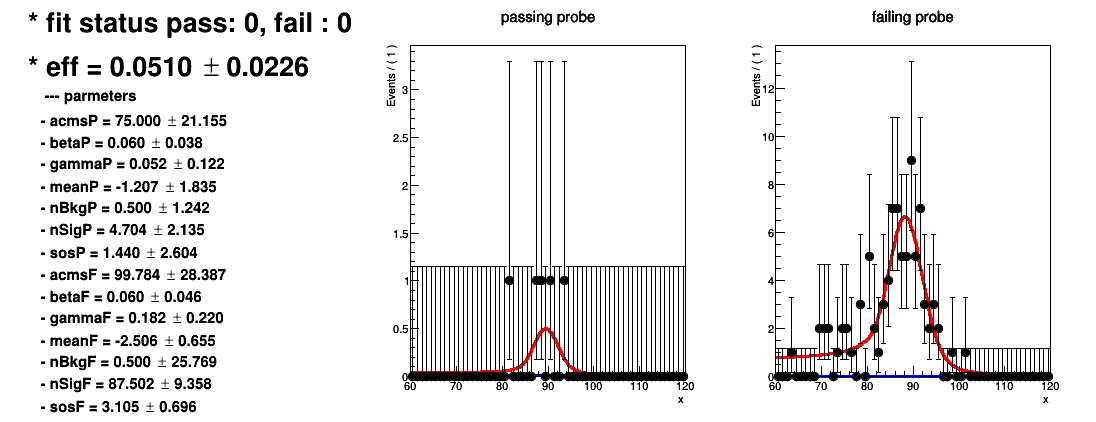 * fit status pass: 0, fail : 0
* eff = 0.0510 ± 0.0226
--- parmeters
- acmsP = 75.000 ± 21.155
- betaP = 0.060 ± 0.038
- gammaP = 0.052 ± 0.122
- meanP = -1.207 ± 1.835
- nBkgP = 0.500 ± 1.242
- nSigP = 4.704 ± 2.135
- sosP = 1.440 ± 2.604
- acmsF = 99.784 ± 28.387
- betaF = 0.060 ± 0.046
- gammaF = 0.182 ± 0.220
- meanF = -2.506 ± 0.655
- nBkgF = 0.500 ± 25.769
- nSigF = 87.502 ± 9.358
- sosF = 3.105 ± 0.696
passing probe
Events / ( 1 )
3
2.5
2
1.5
1
0.5
0
60 70 80 90 100 110 120
x
failing probe
Events / ( 1 )
12
10
8
6
4
2
0
60 70 80 90 100 110 120
x